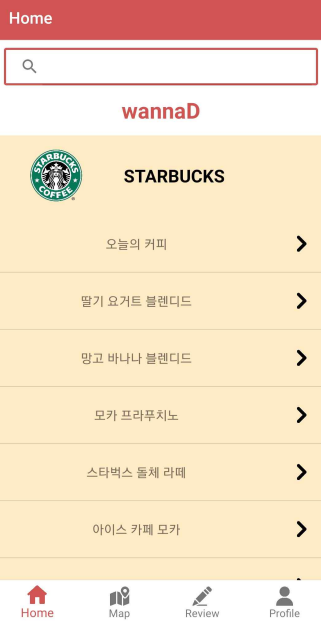 Home
wannaD
STARBUCKS
COFFEE
STARBUCKS
오늘의 커피
딸기 요거트 블렌디드
망고 바나나 블렌디드
모카 프라푸치노
스타벅스 돌체 라떼
아이스 카페 모카
Home
Map
Review
Profile